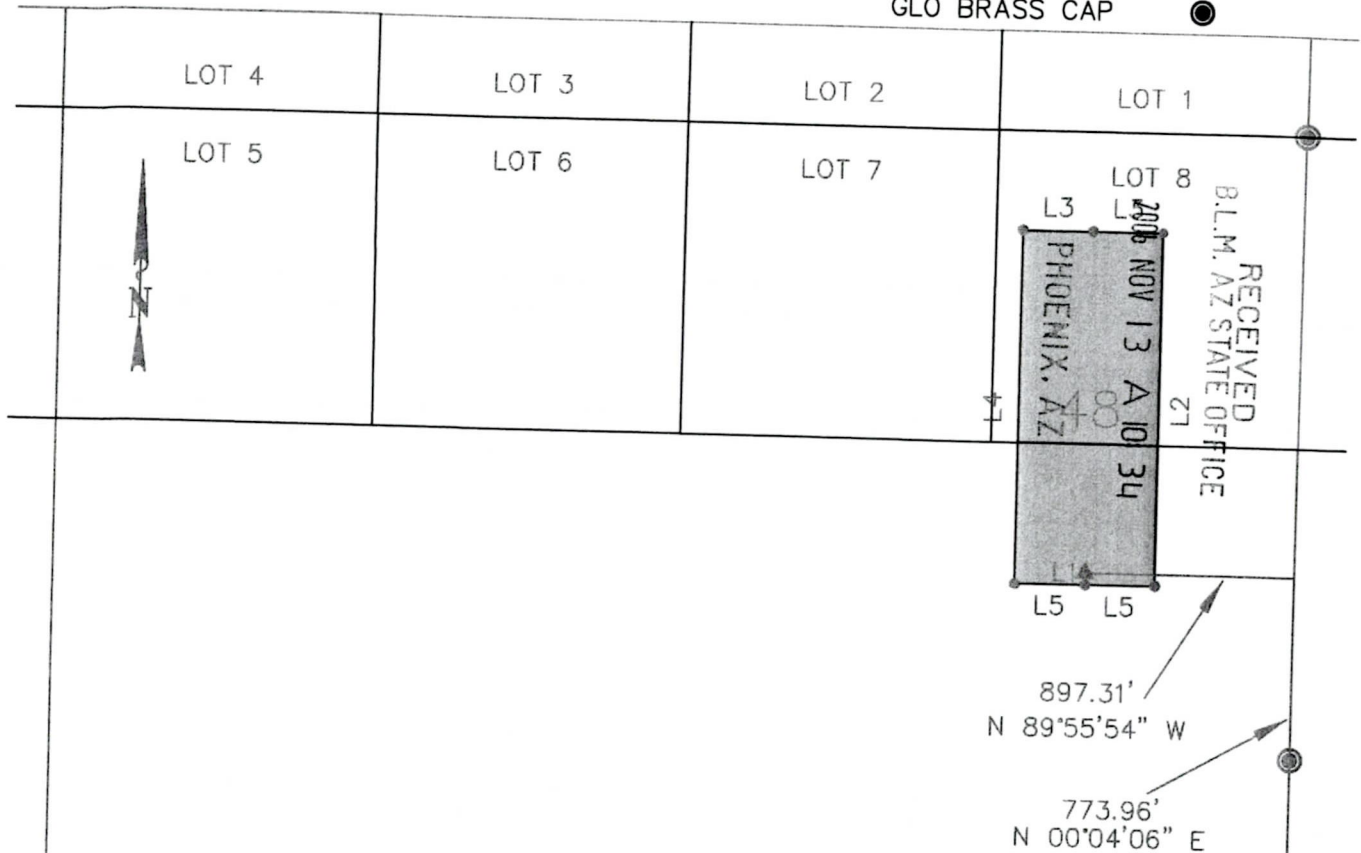 GLO BRASS CAP
LOT 4
LOT 3
LOT 2
LOT 1
LOT 5
LOT 6
LOT 7
LOT 8
L3
N
L4
48
L2
L1
L5
L5
897.31'
N 89°55'54" W
773.96'
N 00°04'06" E
RECEIVED
B.L.M. AZ STATE OFFICE
NOV 13 A 10:34
PHOENIX, AZ